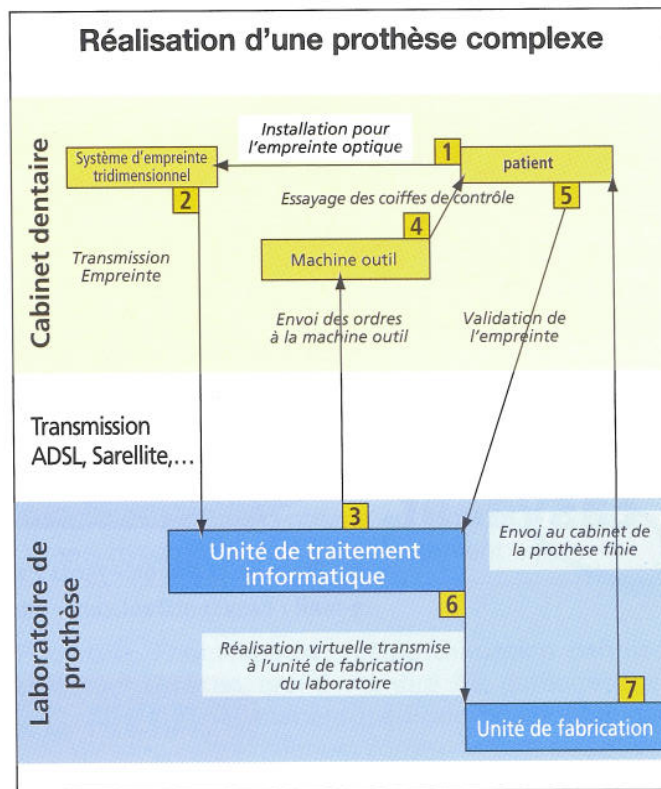 Réalisation d'une prothèse complexe
Cabinet dentaire
Installation pour
l'empreinte optique
1
Système d'empreinte
tridimensionnel
patient
2
5
Essayage des coiffes de contrôle
4
Transmission
Empreinte
Machine outil
Envoi des ordres
à la machine outil
Validation de
l'empreinte
Transmission
ADSL, Sarellite,...
Laboratoire de
prothèse
3
Unité de traitement
informatique
Envoi au cabinet de
la prothèse finie
6
Réalisation virtuelle transmise
à l'unité de fabrication
du laboratoire
7
Unité de fabrication